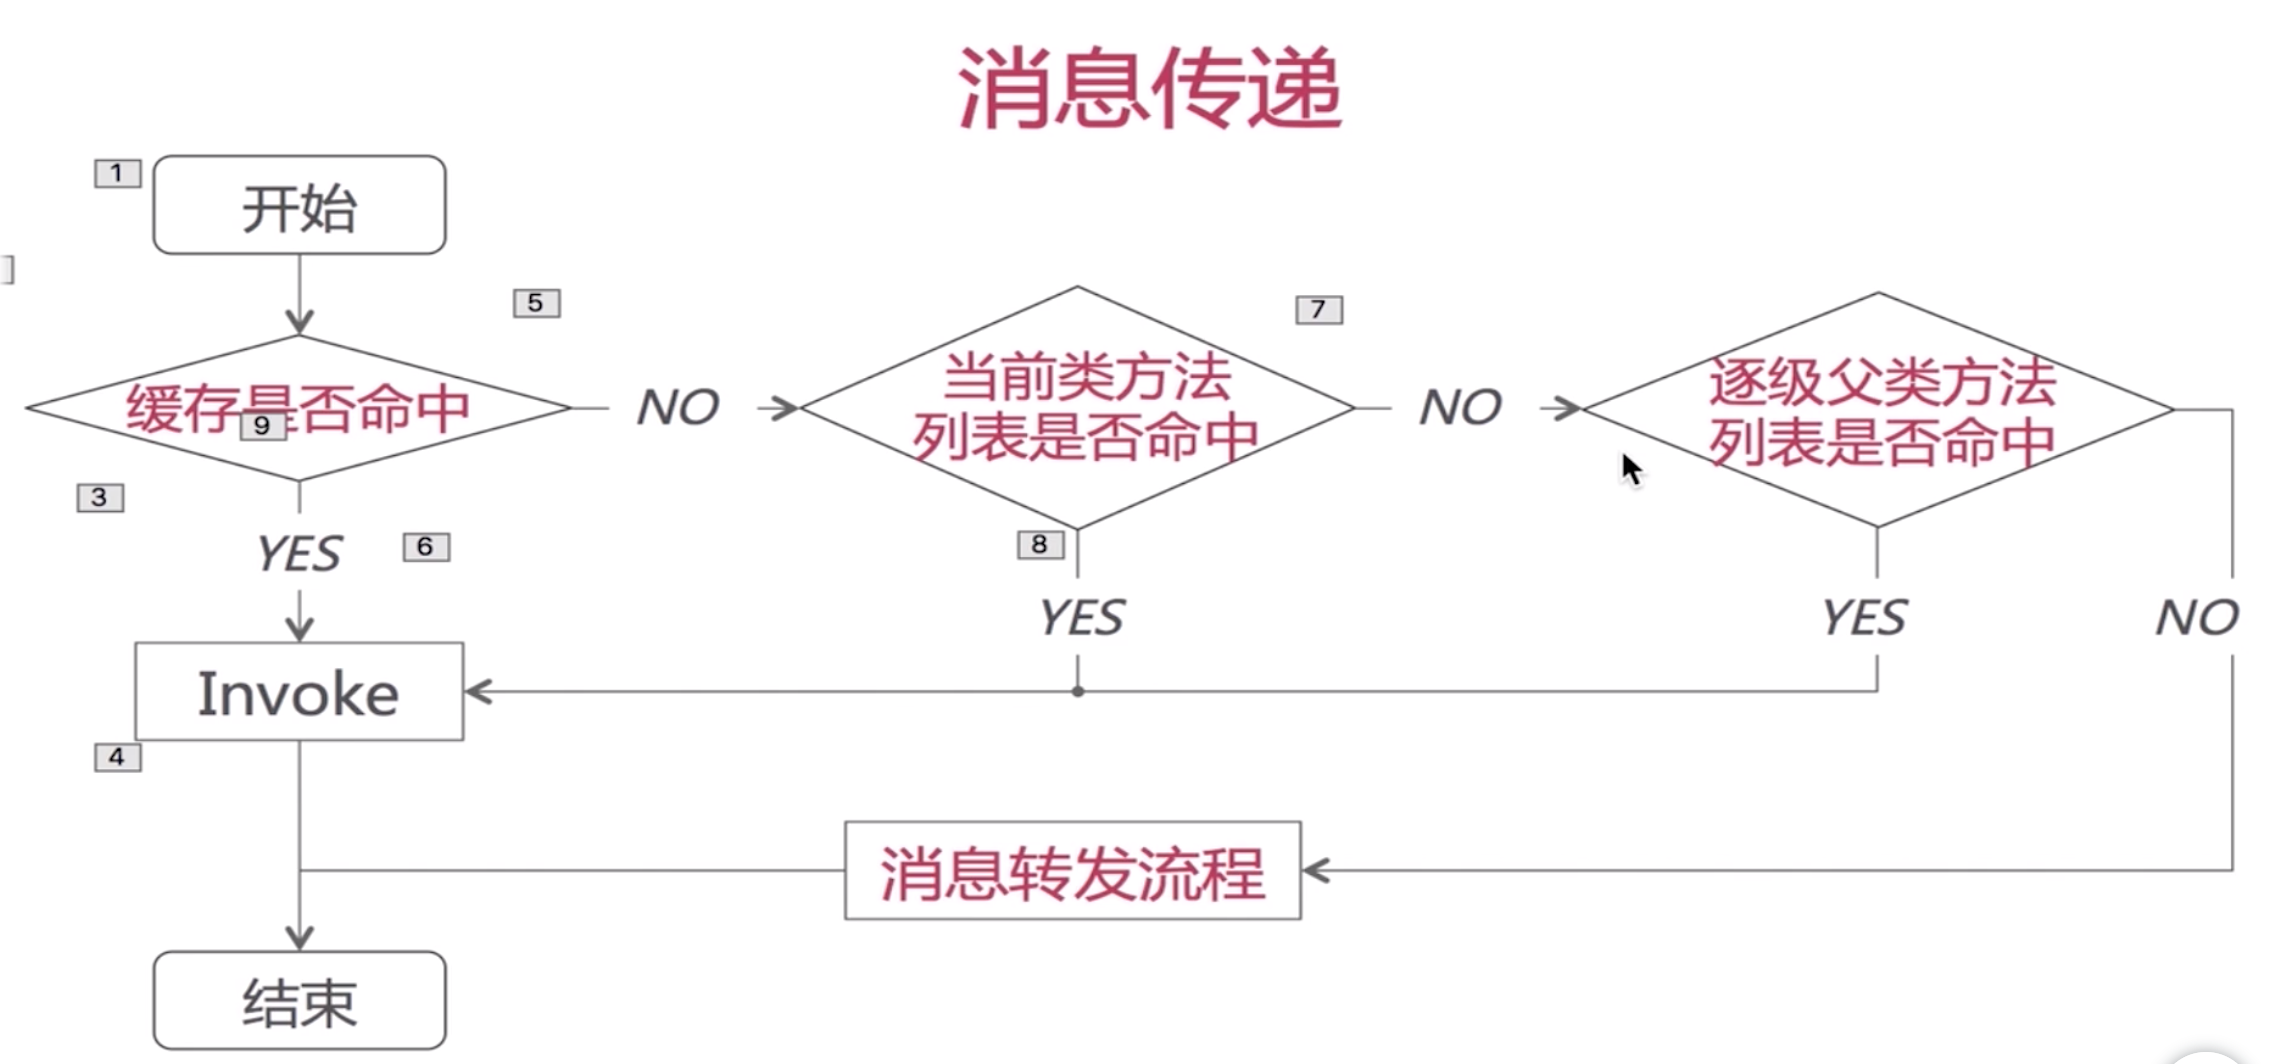 消息传递
1
开始
5
7
缓存是否命中
9
NO
当前类方法
列表是否命中
NO
逐级父类方法
列表是否命中
3
YES
6
8
YES
YES
NO
Invoke
4
消息转发流程
结束